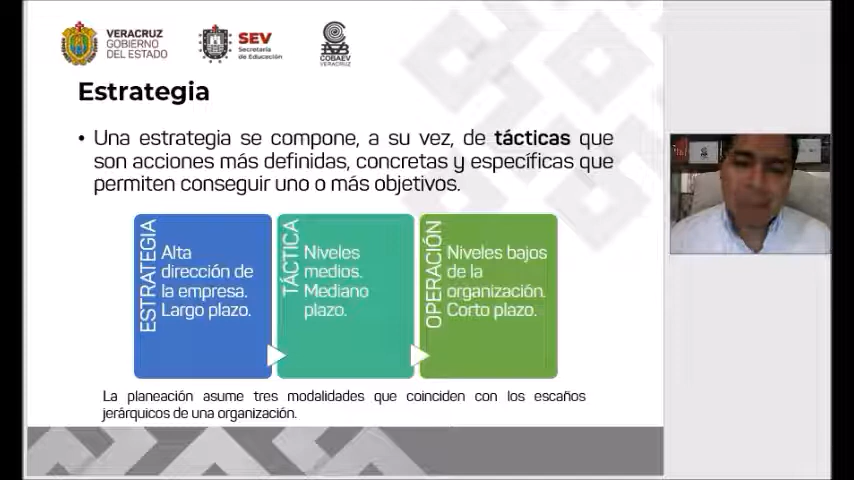 VERACRUZ
GOBIERNO
DEL ESTADO
SEV
Secretaría
de Educación
COBAEV
VERACRUZ
Estrategia
• Una estrategia se compone, a su vez, de tácticas que
son acciones más definidas, concretas y específicas que
permiten conseguir uno o más objetivos.
ESTRATEGIA
Alta
dirección de
la empresa.
Largo plazo.
TÁCTICA
Niveles
medios.
Mediano
plazo.
OPERACIÓN
Niveles bajos
de la
organización.
Corto plazo.
La planeación asume tres modalidades que coinciden con los escaños
jerárquicos de una organización.